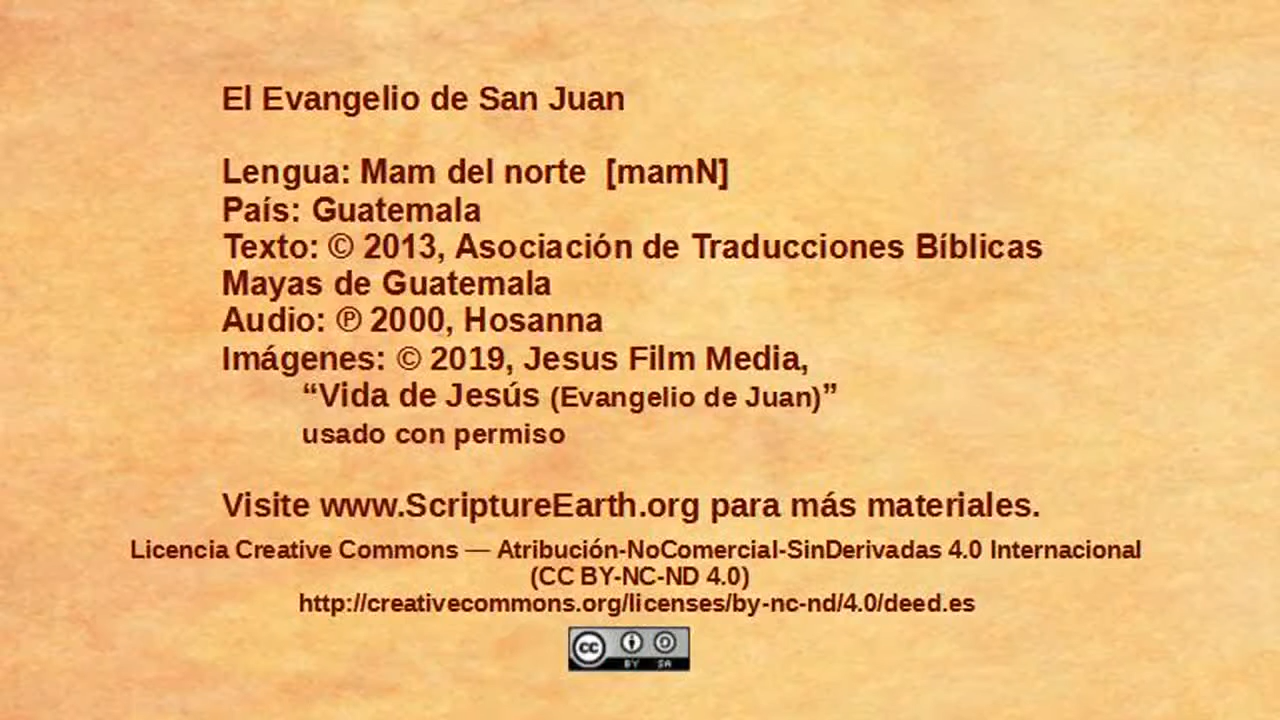 El Evangelio de San Juan
Lengua: Mam del norte [mamN]
País: Guatemala
Texto: © 2013, Asociación de Traducciones Bíblicas
Mayas de Guatemala
Audio: ℗ 2000, Hosanna
Imágenes: © 2019, Jesus Film Media,
“Vida de Jesús (Evangelio de Juan)”
usado con permiso
Visite www.ScriptureEarth.org para más materiales.
Licencia Creative Commons — Atribución-NoComercial-SinDerivadas 4.0 Internacional
(CC BY-NC-ND 4.0)
http://creativecommons.org/licenses/by-nc-nd/4.0/deed.es
cc
BY SA